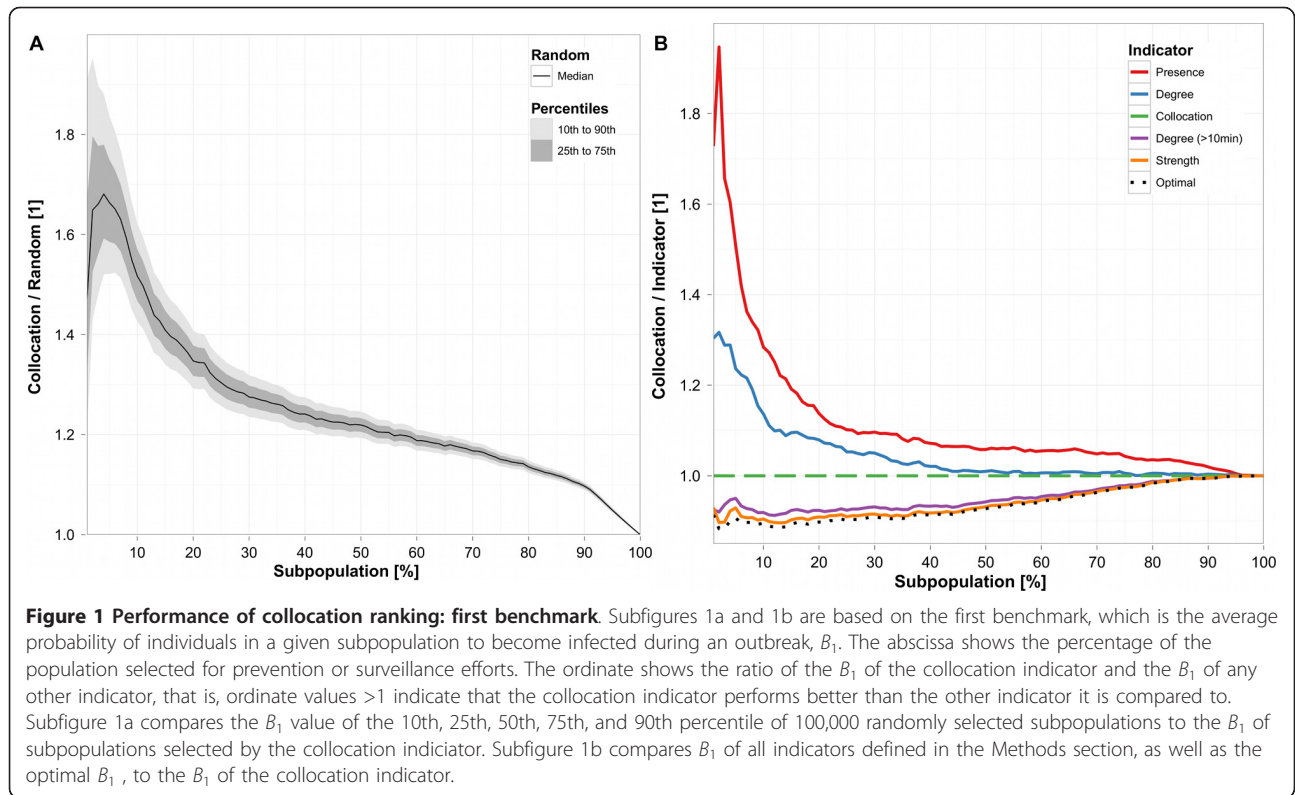 A
Random
Median
Percentiles
10th to 90th
25th to 75th
Collocation / Random [1]
1.8
1.6
1.4
1.2
1.0
10 20 30 40 50 60 70 80 90 100
Subpopulation [%]
B
Indicator
Presence
Degree
Collocation
Degree (>10min)
Strength
Optimal
Collocation / Indicator [1]
1.8
1.6
1.4
1.2
1.0
10 20 30 40 50 60 70 80 90 100
Subpopulation [%]
Figure 1 Performance of collocation ranking: first benchmark. Subfigures 1a and 1b are based on the first benchmark, which is the average
probability of individuals in a given subpopulation to become infected during an outbreak, B₁. The abscissa shows the percentage of the
population selected for prevention or surveillance efforts. The ordinate shows the ratio of the B₁ of the collocation indicator and the B₁ of any
other indicator, that is, ordinate values >1 indicate that the collocation indicator performs better than the other indicator it is compared to.
Subfigure 1a compares the B₁ value of the 10th, 25th, 50th, 75th, and 90th percentile of 100,000 randomly selected subpopulations to the B₁ of
subpopulations selected by the collocation indiciator. Subfigure 1b compares B₁ of all indicators defined in the Methods section, as well as the
optimal B₁ , to the B₁ of the collocation indicator.